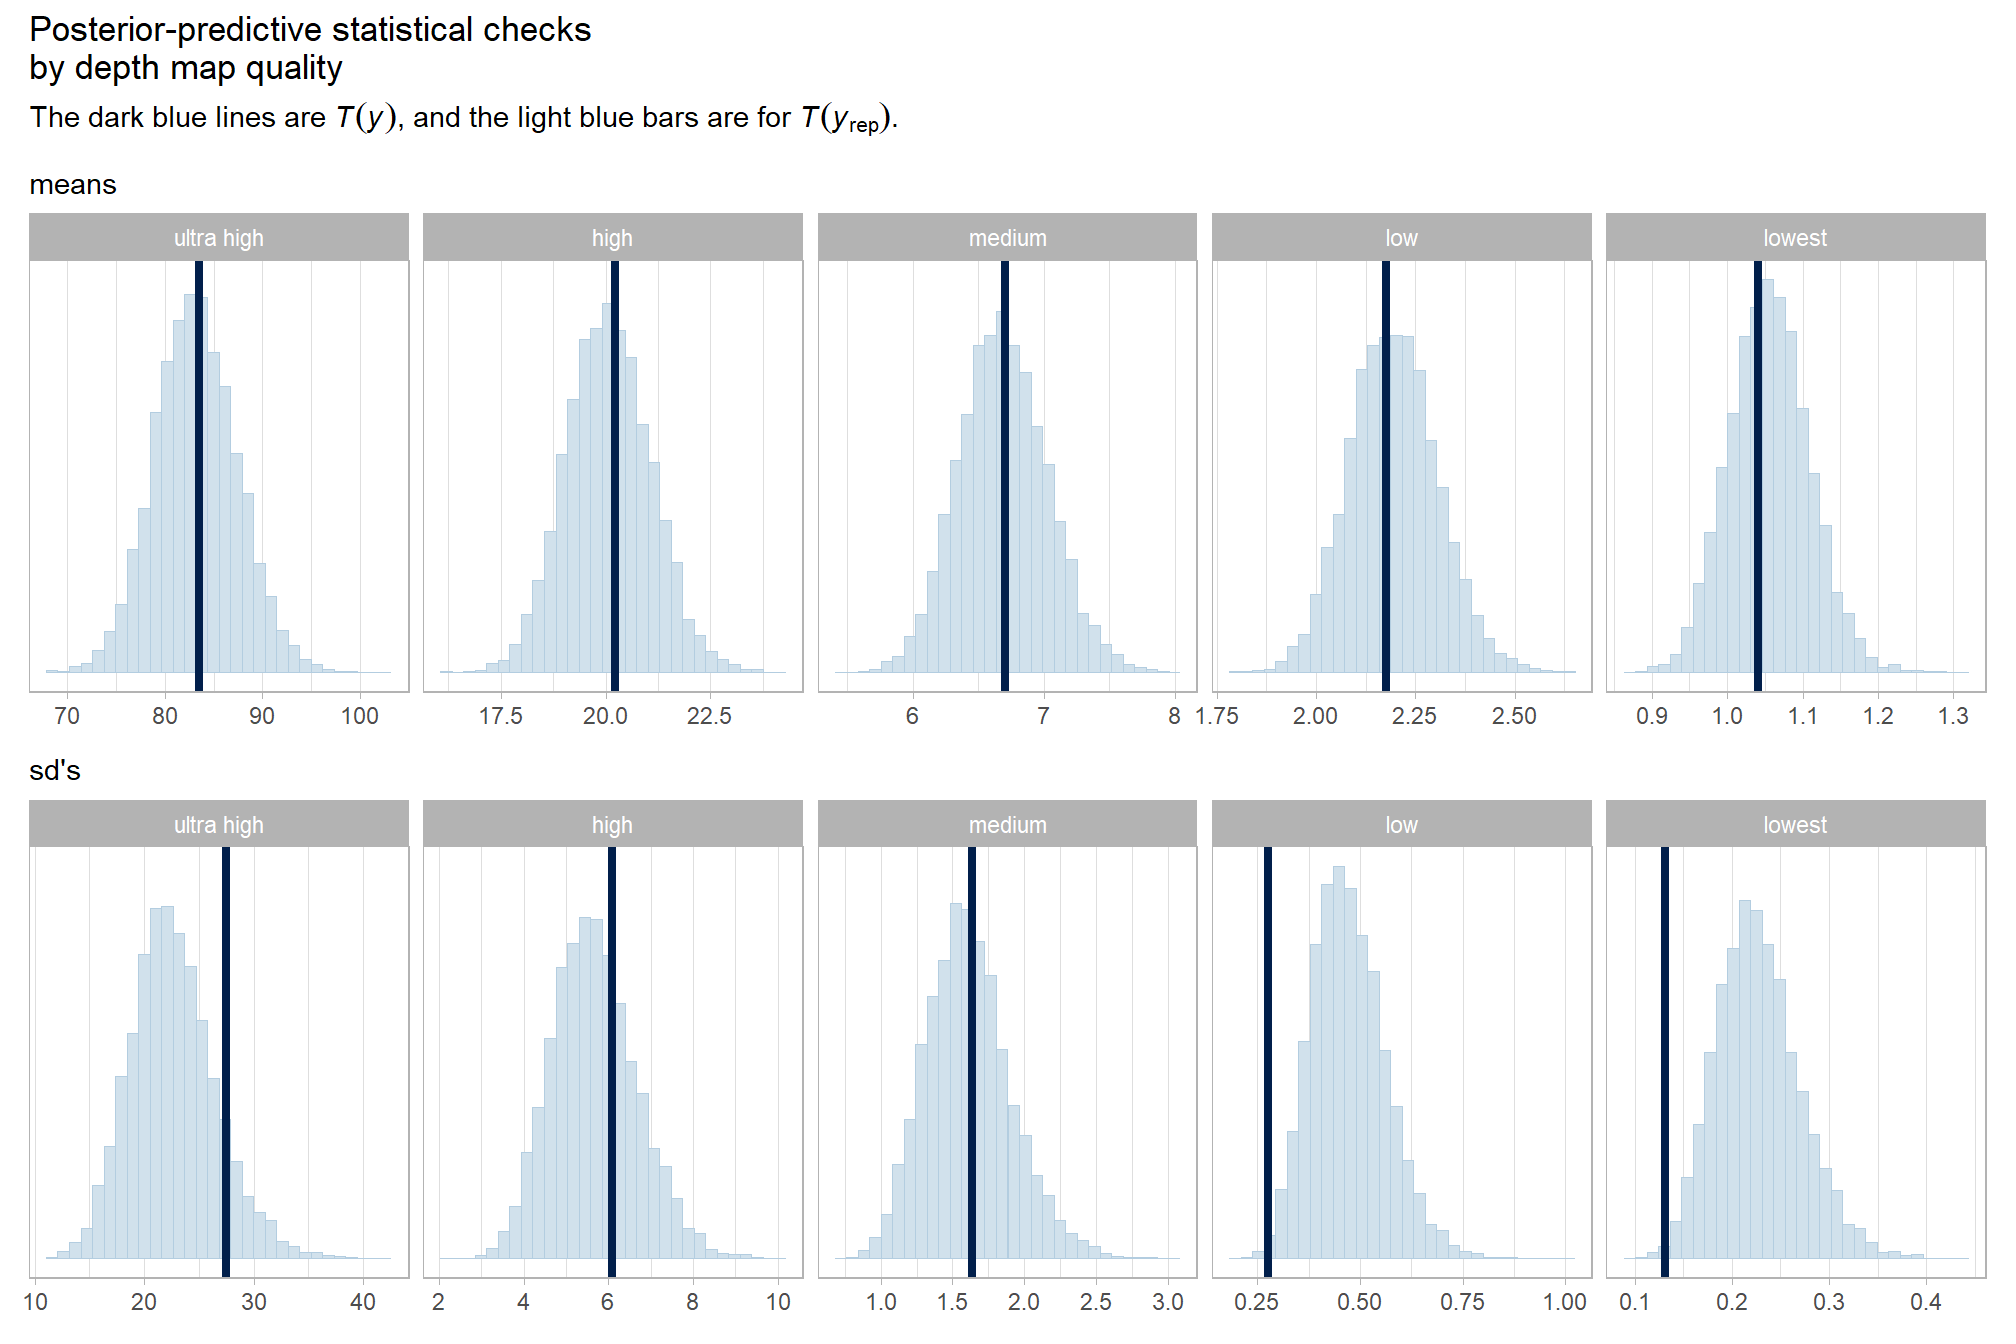 Posterior-predictive statistical checks
by depth map quality
The dark blue lines are T(y), and the light blue bars are for T(y_rep).
means
ultra high high medium low lowest
70 80 90 100 17.5 20.0 22.5 6 7 8 1.75 2.00 2.25 2.50 0.9 1.0 1.1 1.2 1.3
sd's
ultra high high medium low lowest
10 20 30 40 2 4 6 8 10 1.0 1.5 2.0 2.5 3.0 0.25 0.50 0.75 1.00 0.1 0.2 0.3 0.4